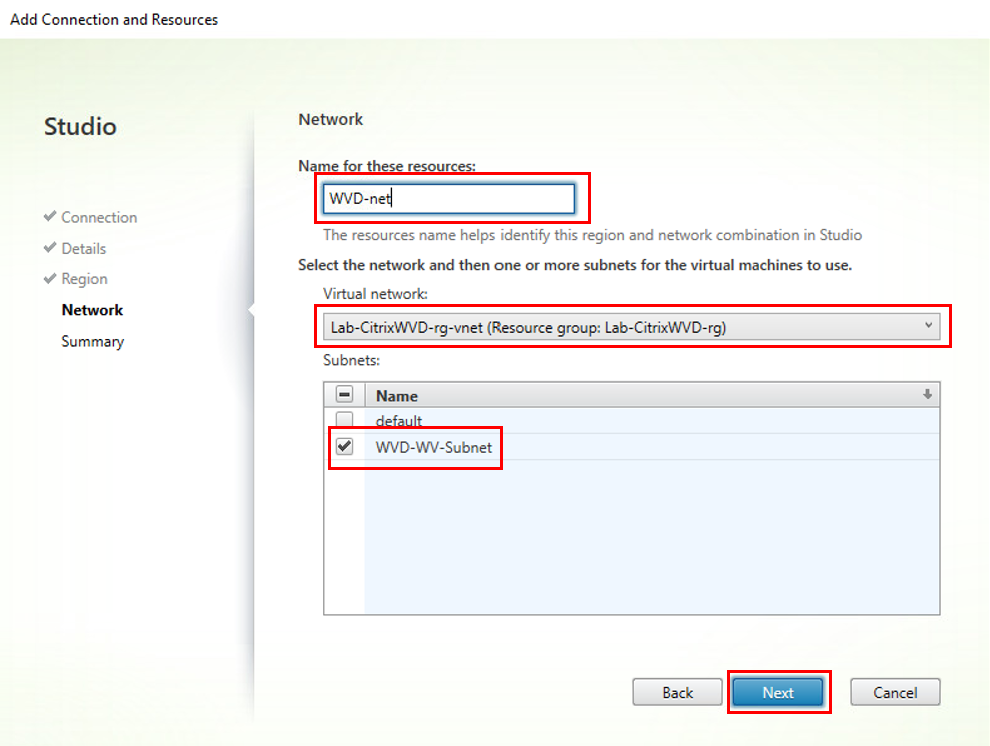 Add Connection and Resources
Studio
Connection
Details
Region
Network
Summary
Network
Name for these resources:
WVD-net
The resources name helps identify this region and network combination in Studio
Select the network and then one or more subnets for the virtual machines to use.
Virtual network:
Lab-CitrixWVD-rg-vnet (Resource group: Lab-CitrixWVD-rg)
Subnets:
Name
default
WVD-WV-Subnet
Back Next Cancel